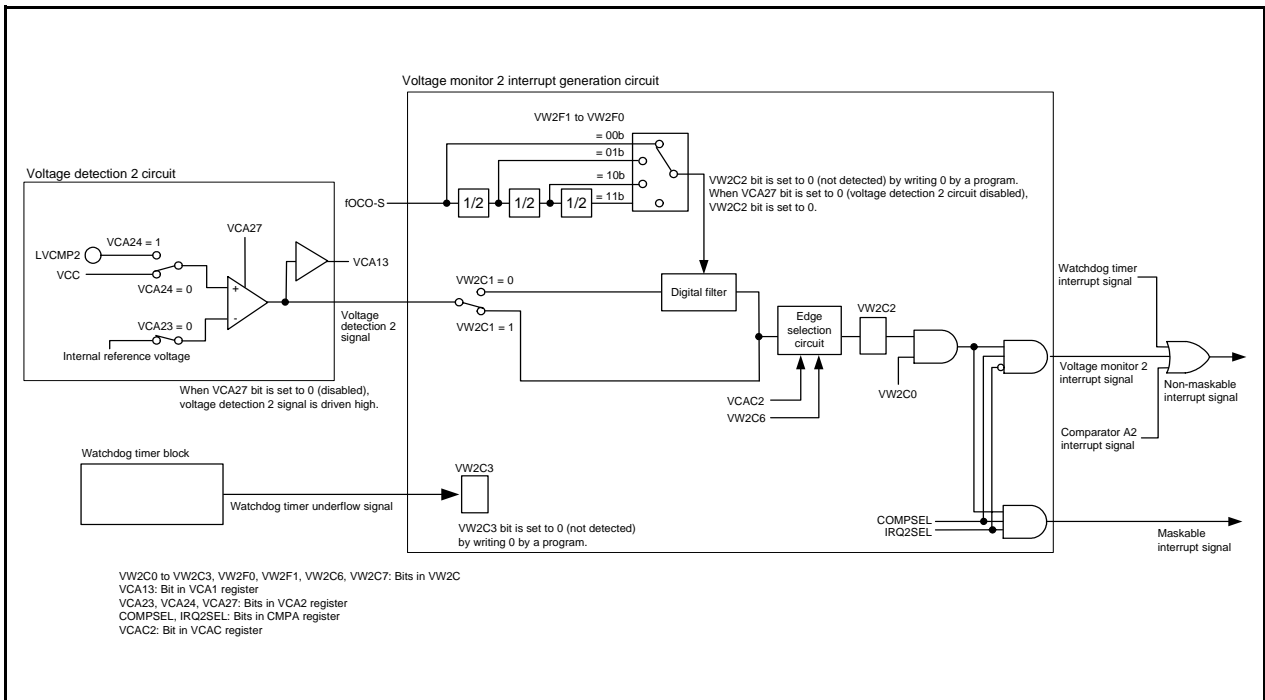 Voltage monitor 2 interrupt generation circuit
VW2F1 to VW2F0
= 00b
= 01b
= 10b
= 11b
fOCO-S
1/2
1/2
1/2
VW2C2 bit is set to 0 (not detected) by writing 0 by a program.
When VCA27 bit is set to 0 (voltage detection 2 circuit disabled),
VW2C2 bit is set to 0.
Voltage detection 2 circuit
VCA27
VCA24 = 1
LVCMP2
VCC
VCA24 = 0
+
-
VCA13
VCA23 = 0
Internal reference voltage
Voltage
detection 2
signal
When VCA27 bit is set to 0 (disabled),
voltage detection 2 signal is driven high.
VW2C1 = 0
VW2C1 = 1
Digital filter
Edge
selection
circuit
VW2C2
VCAC2
VW2C6
VW2C0
Watchdog timer
interrupt signal
Voltage monitor 2
interrupt signal
Non-maskable
interrupt signal
Comparator A2
interrupt signal
Watchdog timer block
Watchdog timer underflow signal
VW2C3
VW2C3 bit is set to 0 (not detected)
by writing 0 by a program.
COMPSEL
IRQ2SEL
Maskable
interrupt signal
VW2C0 to VW2C3, VW2F0, VW2F1, VW2C6, VW2C7: Bits in VW2C
VCA13: Bit in VCA1 register
VCA23, VCA24, VCA27: Bits in VCA2 register
COMPSEL, IRQ2SEL: Bits in CMPA register
VCAC2: Bit in VCAC register